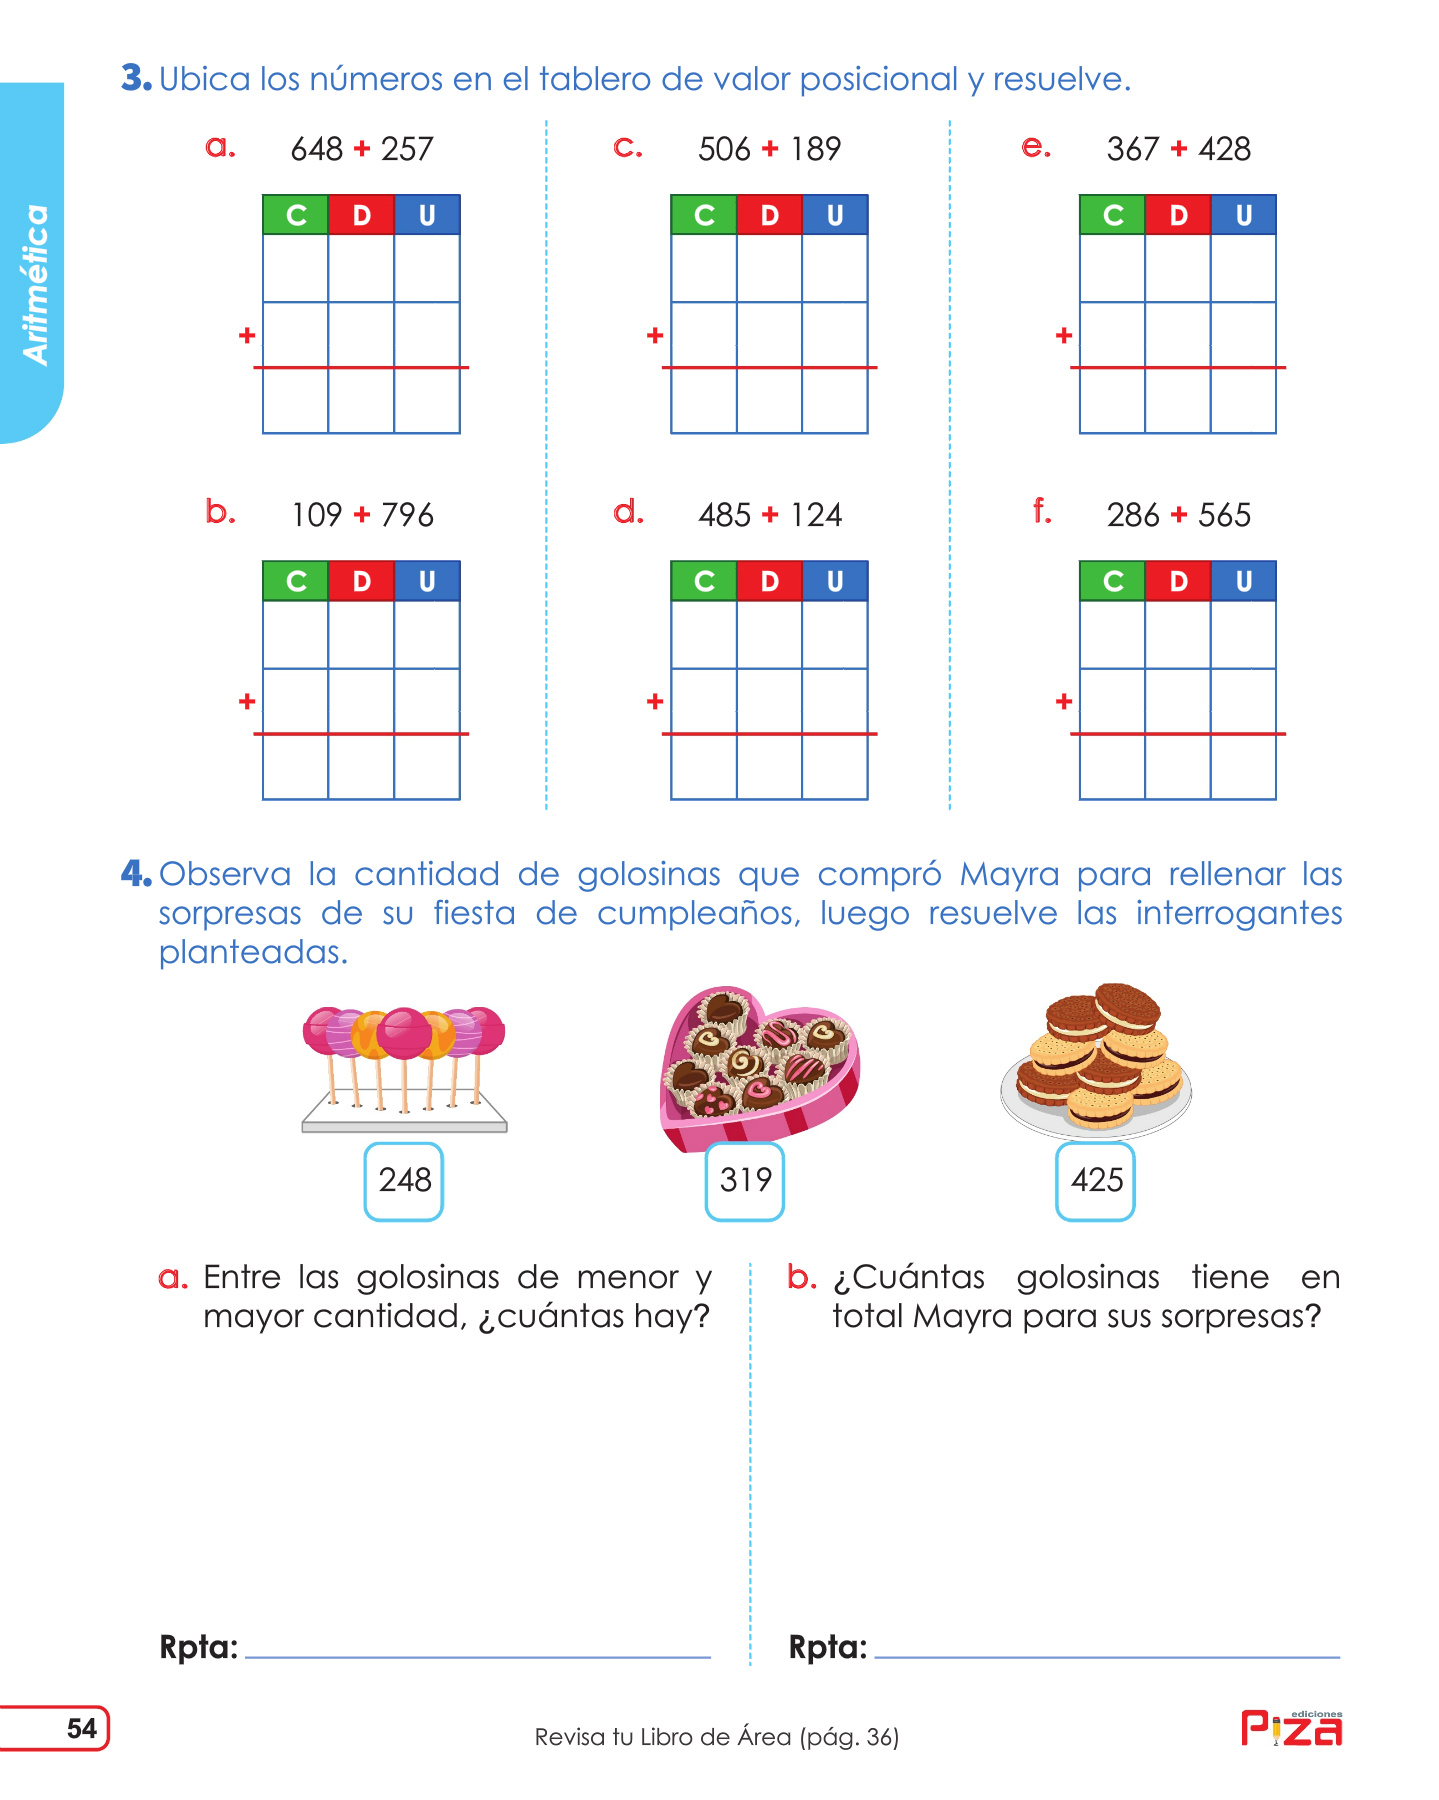 Aritmética
3. Ubica los números en el tablero de valor posicional y resuelve.
a. 648 + 257
C D U
+
c. 506 + 189
C D U
+
e. 367 + 428
C D U
+
b. 109 + 796
C D U
+
d. 485 + 124
C D U
+
f. 286 + 565
C D U
+
4. Observa la cantidad de golosinas que compró Mayra para rellenar las
sorpresas de su fiesta de cumpleaños, luego resuelve las interrogantes
planteadas.
248
319
425
a. Entre las golosinas de menor y
mayor cantidad, ¿cuántas hay?
Rpta:
b. ¿Cuántas golosinas tiene en
total Mayra para sus sorpresas?
Rpta:
54
Revisa tu Libro de Área (pág. 36)
ediciones
Piza